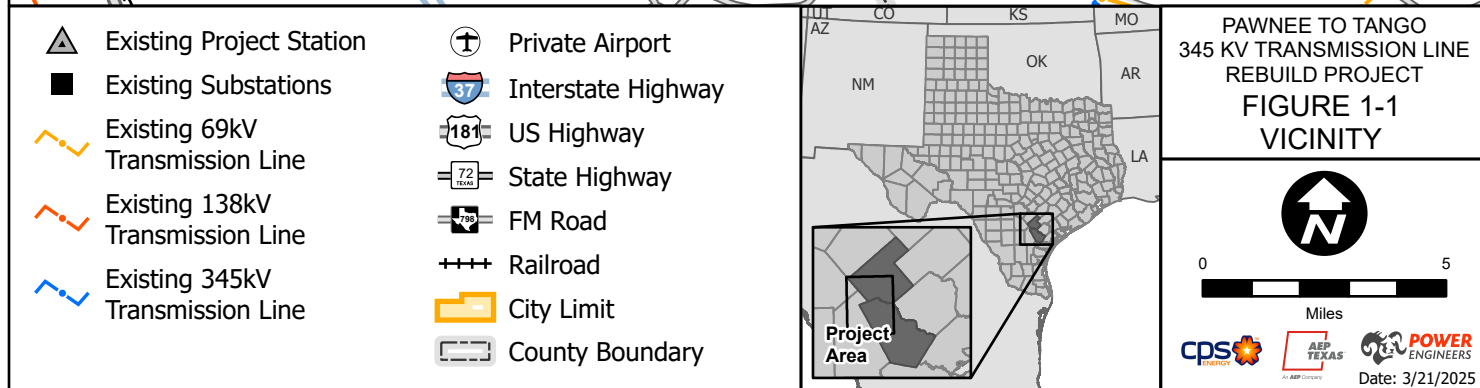 Existing Project Station
Existing Substations
Existing 69kV
Transmission Line
Existing 138kV
Transmission Line
Existing 345kV
Transmission Line
Private Airport
37
Interstate Highway
181
US Highway
72
TEXAS
State Highway
798
FM Road
Railroad
City Limit
County Boundary
UT
CO
KS
MO
AZ
OK
NM
AR
LA
Project
Area
PAWNEE TO TANGO
345 KV TRANSMISSION LINE
REBUILD PROJECT
FIGURE 1-1
VICINITY
N
0 5
Miles
cps
ENERGY
AEP
TEXAS
An AEP Company
POWER
ENGINEERS
Date: 3/21/2025